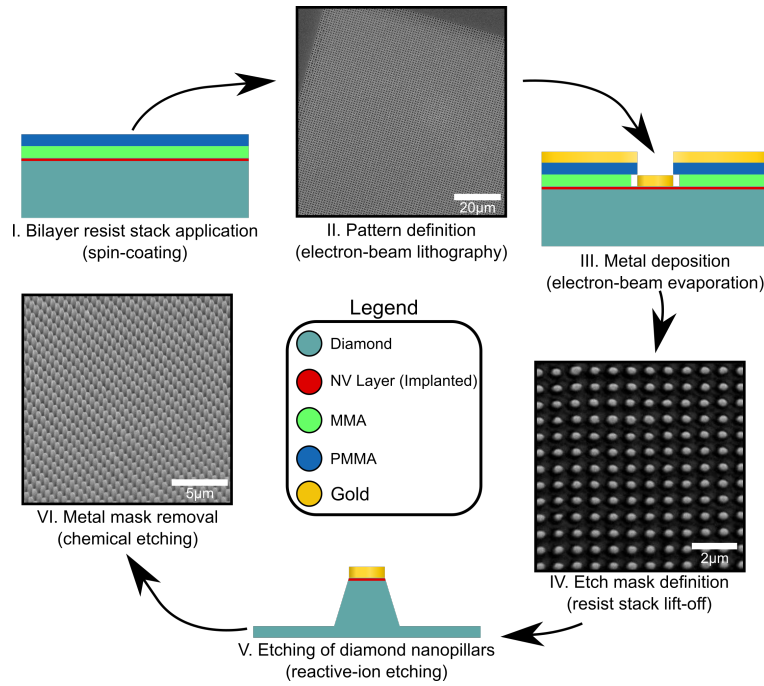 I. Bilayer resist stack application
(spin-coating)
20µm
II. Pattern definition
(electron-beam lithography)
III. Metal deposition
(electron-beam evaporation)
2µm
IV. Etch mask definition
(resist stack lift-off)
V. Etching of diamond nanopillars
(reactive-ion etching)
5µm
VI. Metal mask removal
(chemical etching)
Legend
Diamond
NV Layer (Implanted)
MMA
PMMA
Gold